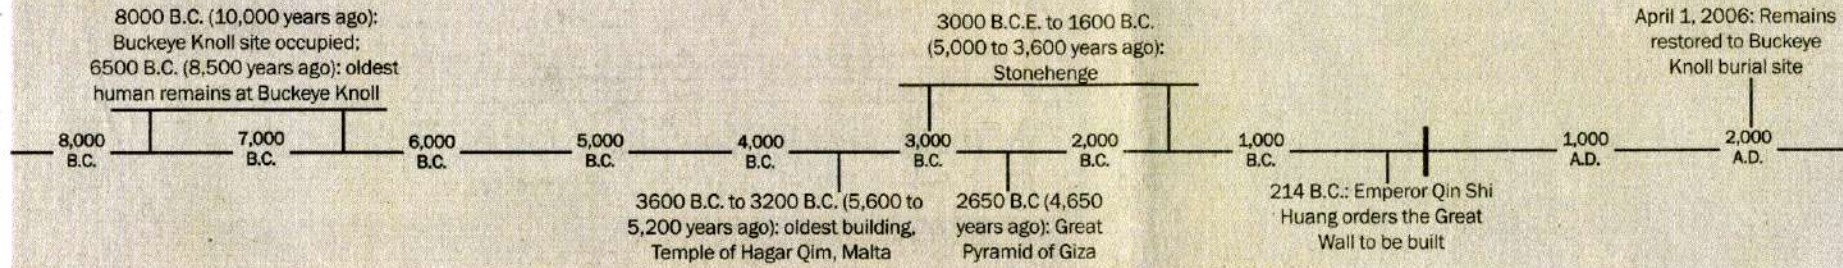 8000 B.C. (10,000 years ago):
Buckeye Knoll site occupied;
6500 B.C. (8,500 years ago): oldest
human remains at Buckeye Knoll
3000 B.C.E. to 1600 B.C.
(5,000 to 3,600 years ago):
Stonehenge
April 1, 2006: Remains
restored to Buckeye
Knoll burial site
8,000
B.C.
7,000
B.C.
6,000
B.C.
5,000
B.C.
4,000
B.C.
3,000
B.C.
2,000
B.C.
1,000
B.C.
1,000
A.D.
2,000
A.D.
3600 B.C. to 3200 B.C. (5,600 to
5,200 years ago): oldest building,
Temple of Hagar Qim, Malta
2650 B.C (4,650
years ago): Great
Pyramid of Giza
214 B.C.: Emperor Qin Shi
Huang orders the Great
Wall to be built